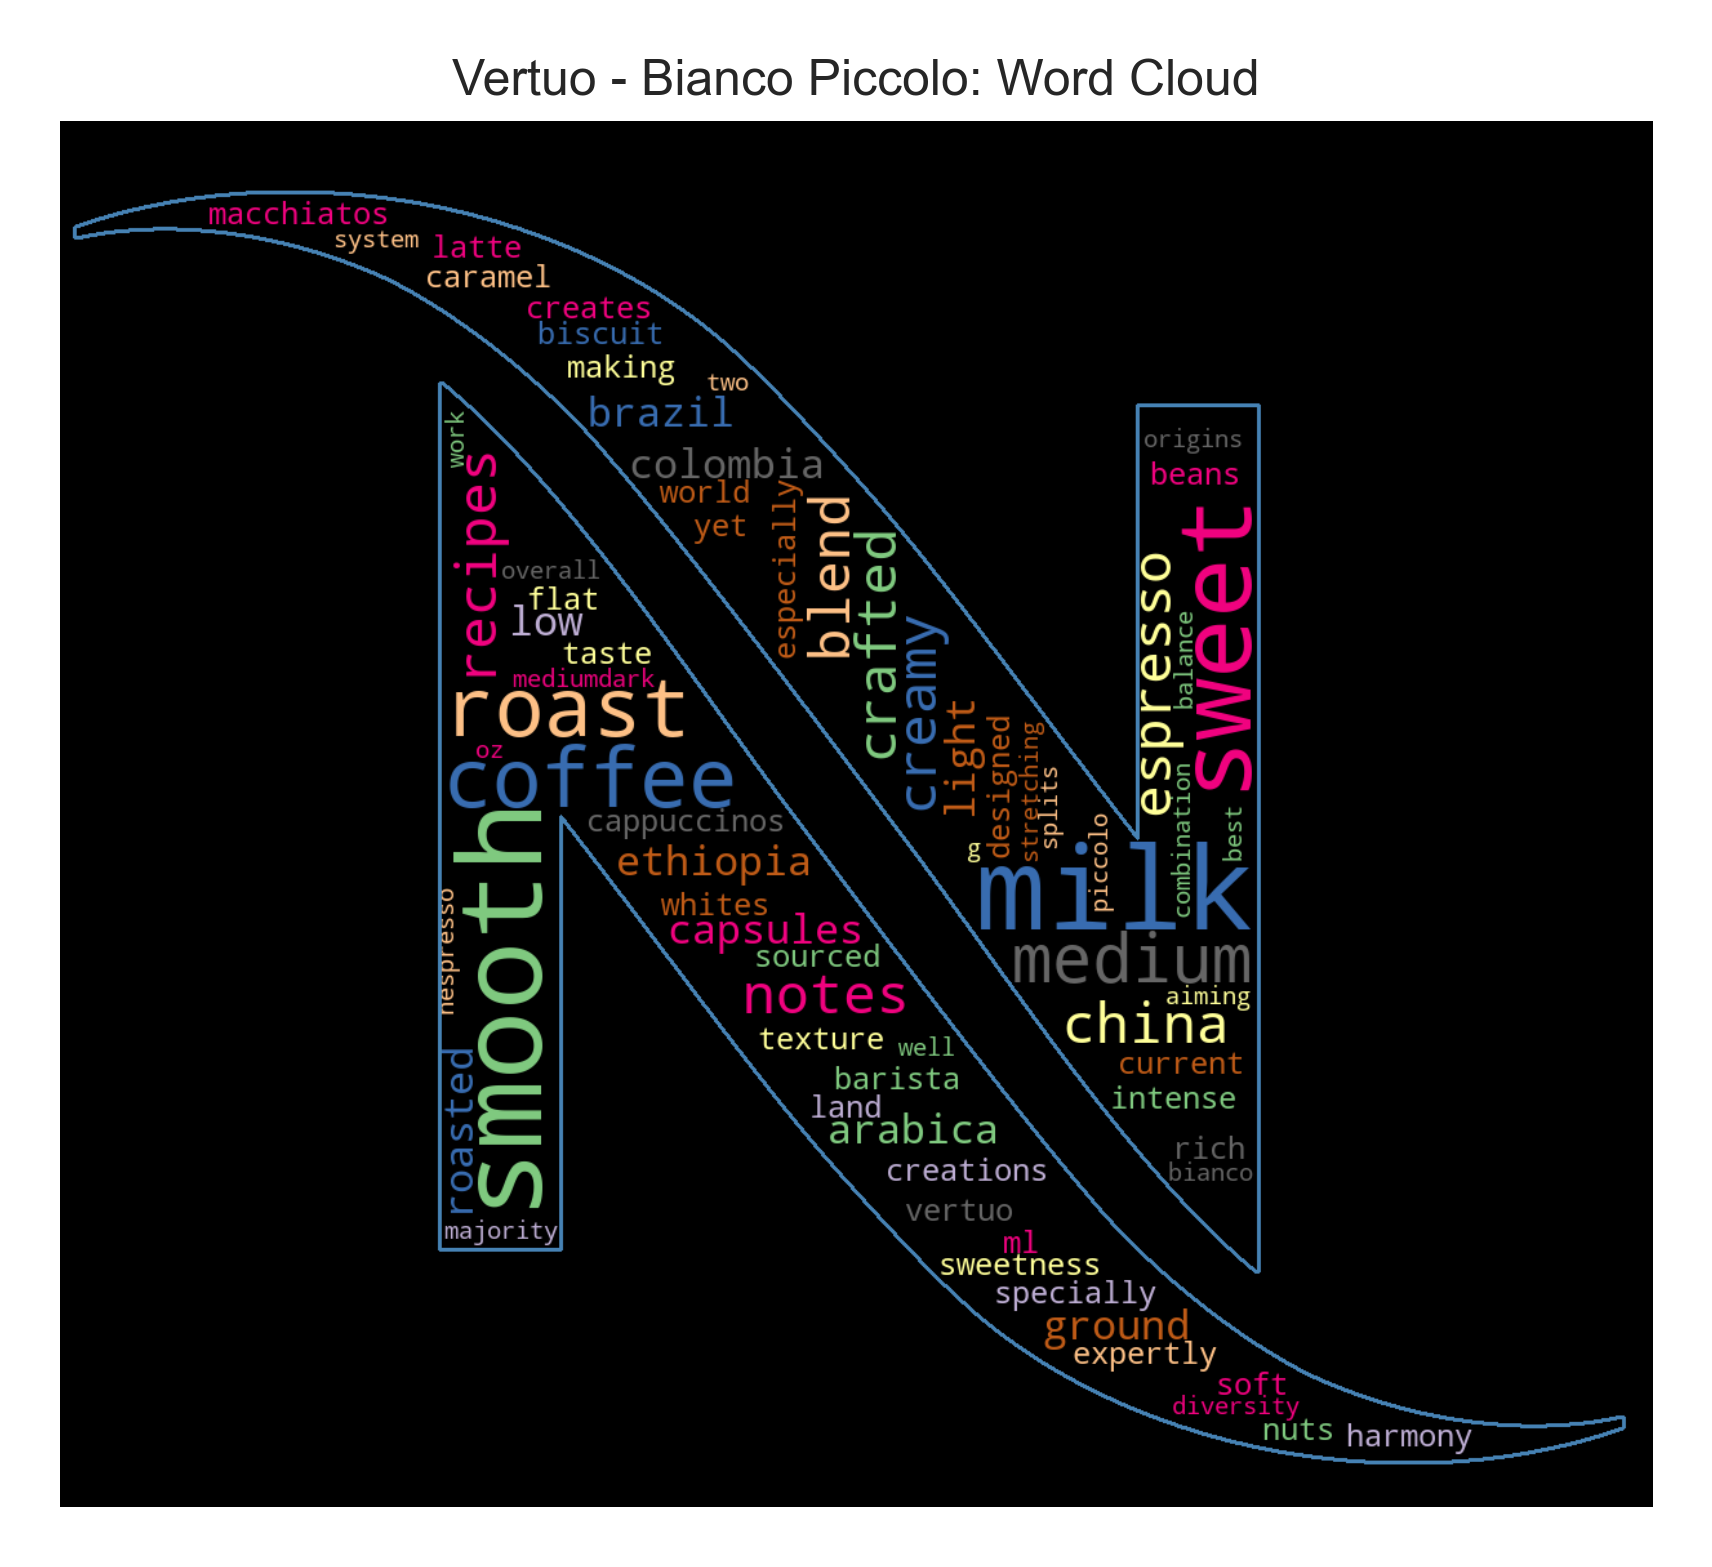 Vertuo - Bianco Piccolo: Word Cloud
macchiatos
system
latte
caramel
creates
biscuit
making
two
brazil
colombia
world
yet
especially
blend
crafted
creamy
light
designed
stretching
splits
g
piccolo
milk
medium
origins
beans
sweet
espresso
balance
combination
best
aiming
china
current
intense
rich
bianco
work
recipes
overall
flat
low
taste
mediumdark
roast
oz
coffee
smooth
nespresso
roasted
majority
cappuccinos
ethiopia
whites
capsules
sourced
notes
texture
well
barista
land
arabica
creations
vertuo
ml
sweetness
specially
ground
expertly
soft
diversity
nuts
harmony